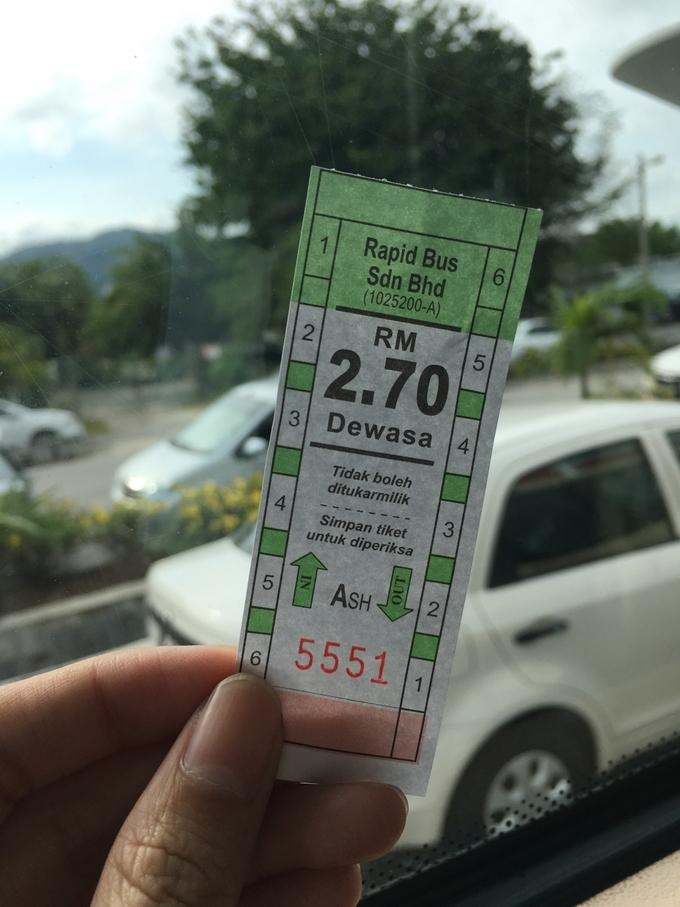 Rapid Bus
Sdn Bhd
(1025200-A)
RM
2.70
Dewasa
Tidak boleh
ditukarmilik
Simpan tiket
untuk diperiksa
IN
ASH
OUT
5551
1
2
3
4
5
6
6
5
4
3
2
1